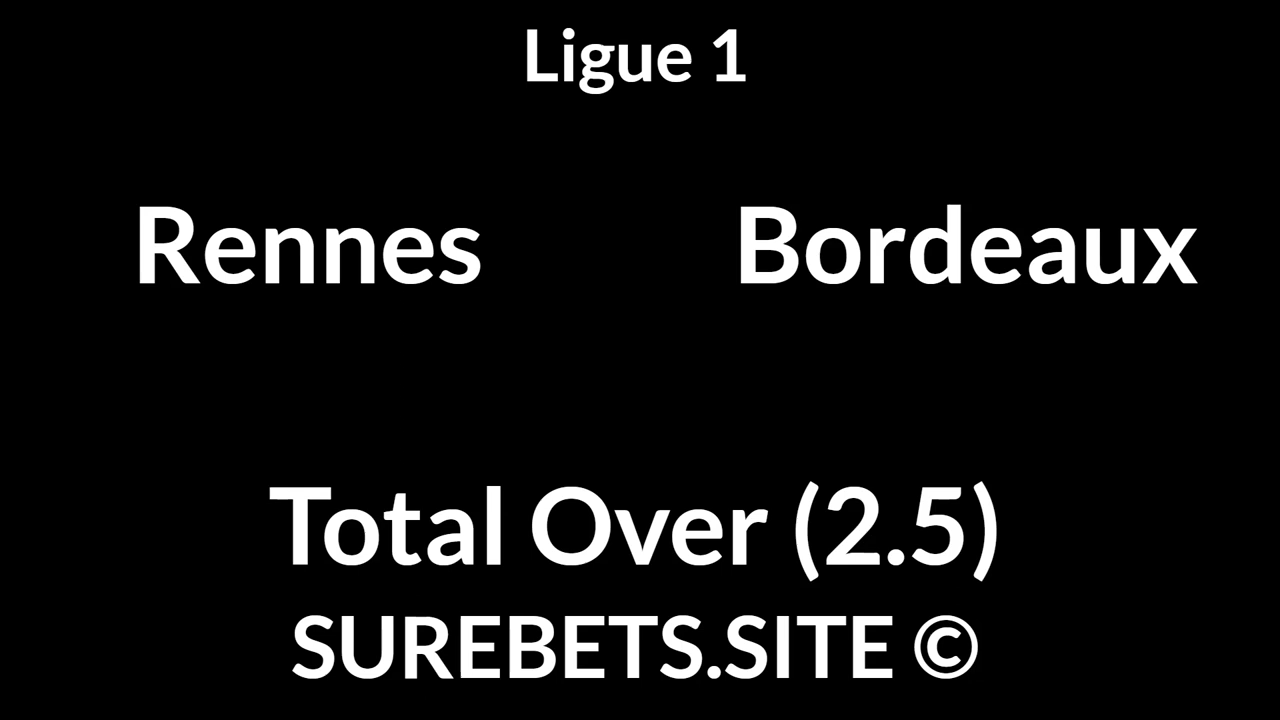 Ligue 1
Rennes Bordeaux
Total Over (2.5)
SUREBETS.SITE ©